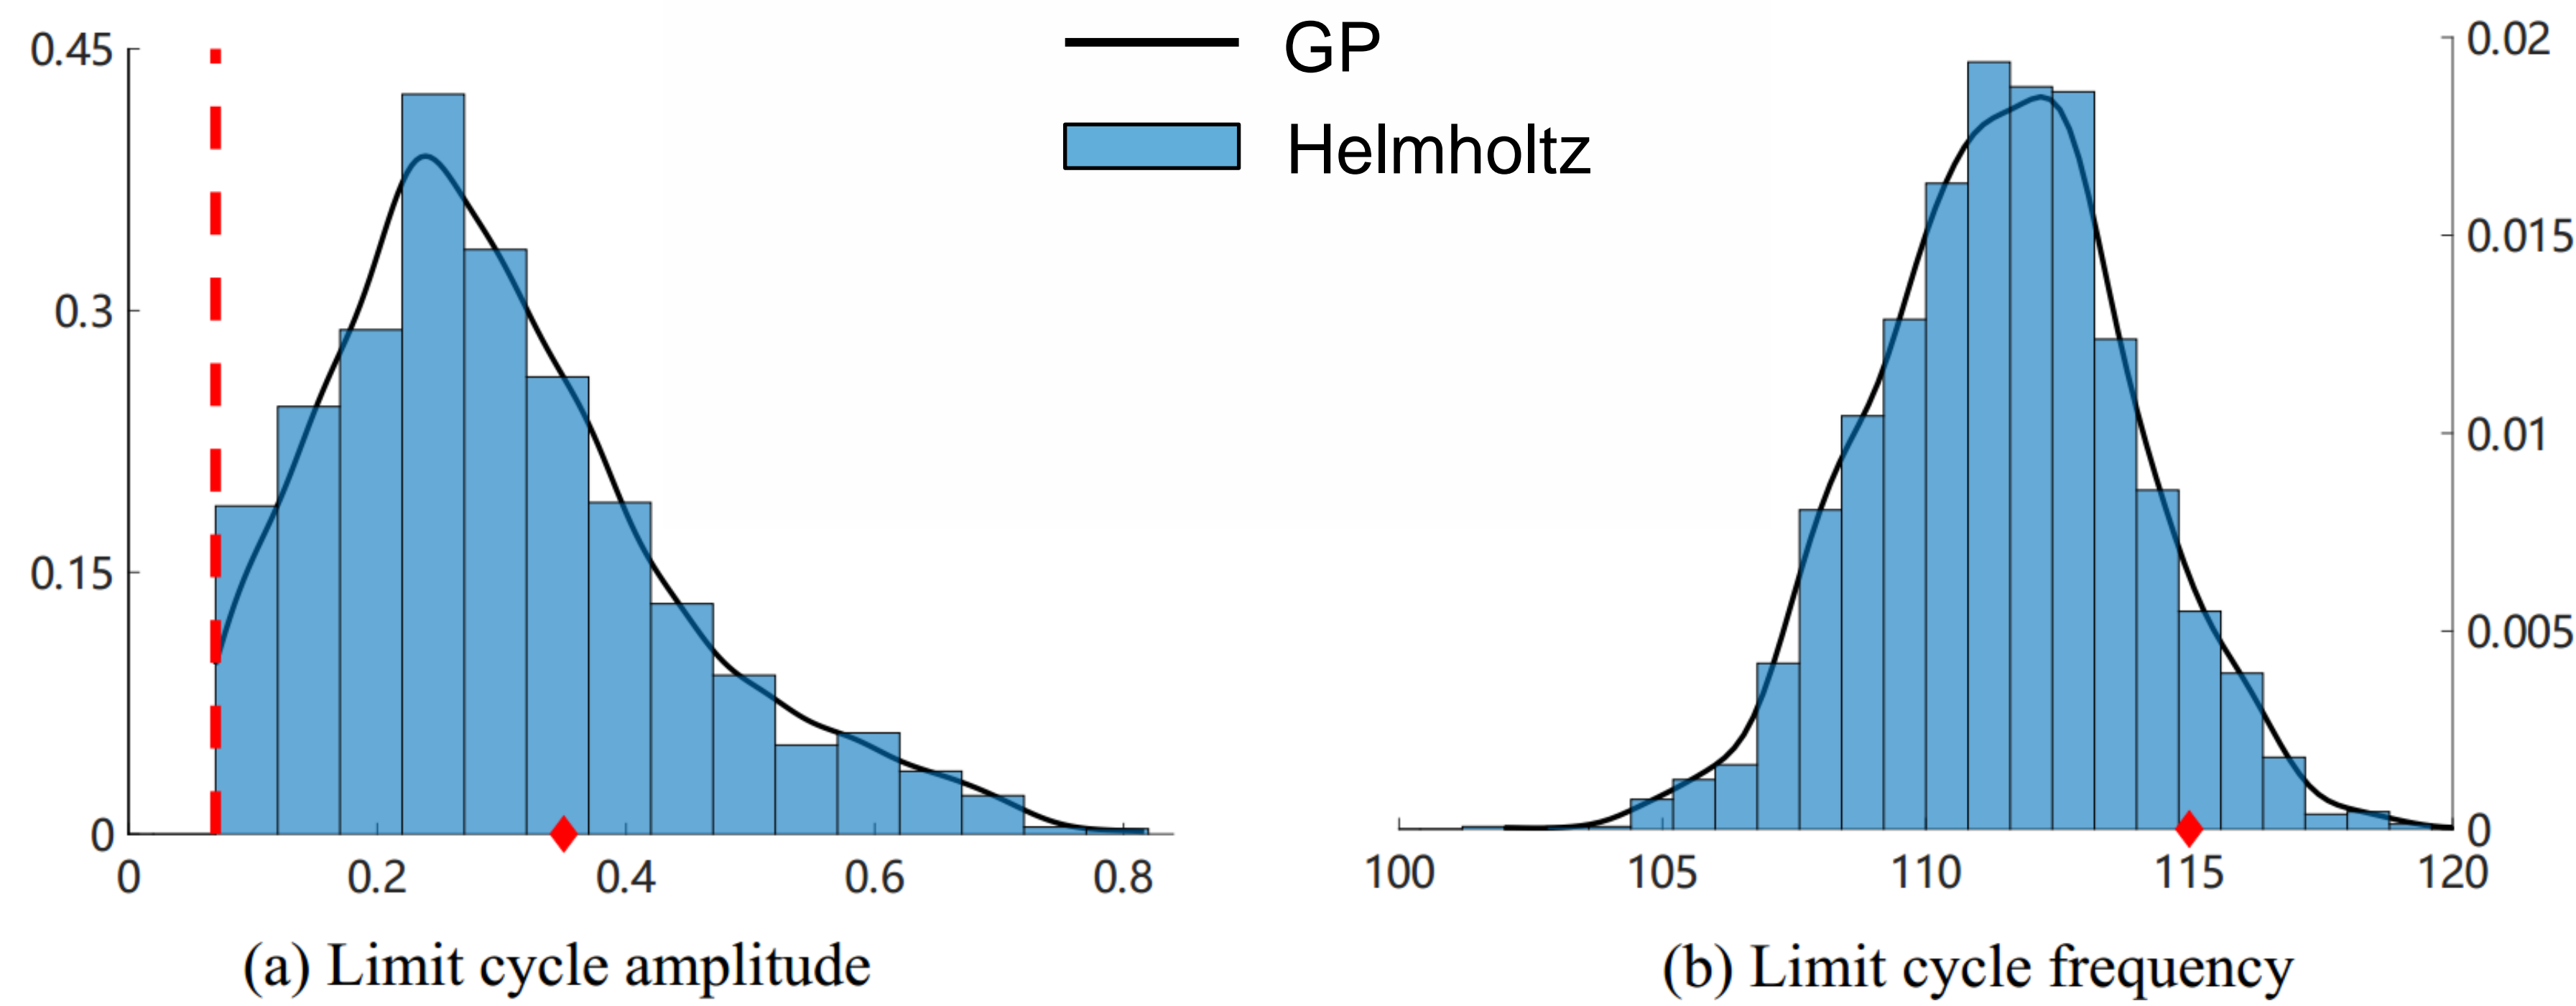 GP
Helmholtz
0.45
0.3
0.15
0
0 0.2 0.4 0.6 0.8
(a) Limit cycle amplitude
0.02
0.015
0.01
0.005
0
100 105 110 115 120
(b) Limit cycle frequency